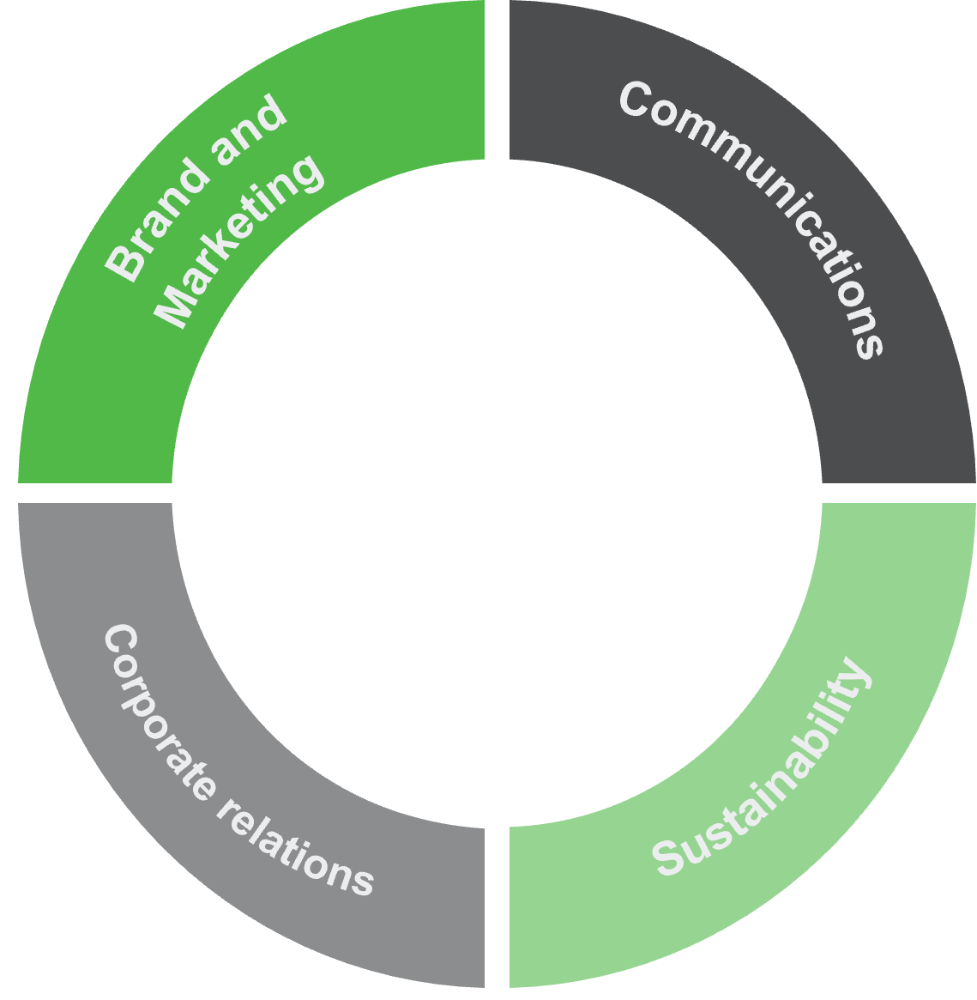 Brand and
Marketing
Communications
Corporate relations
Sustainability